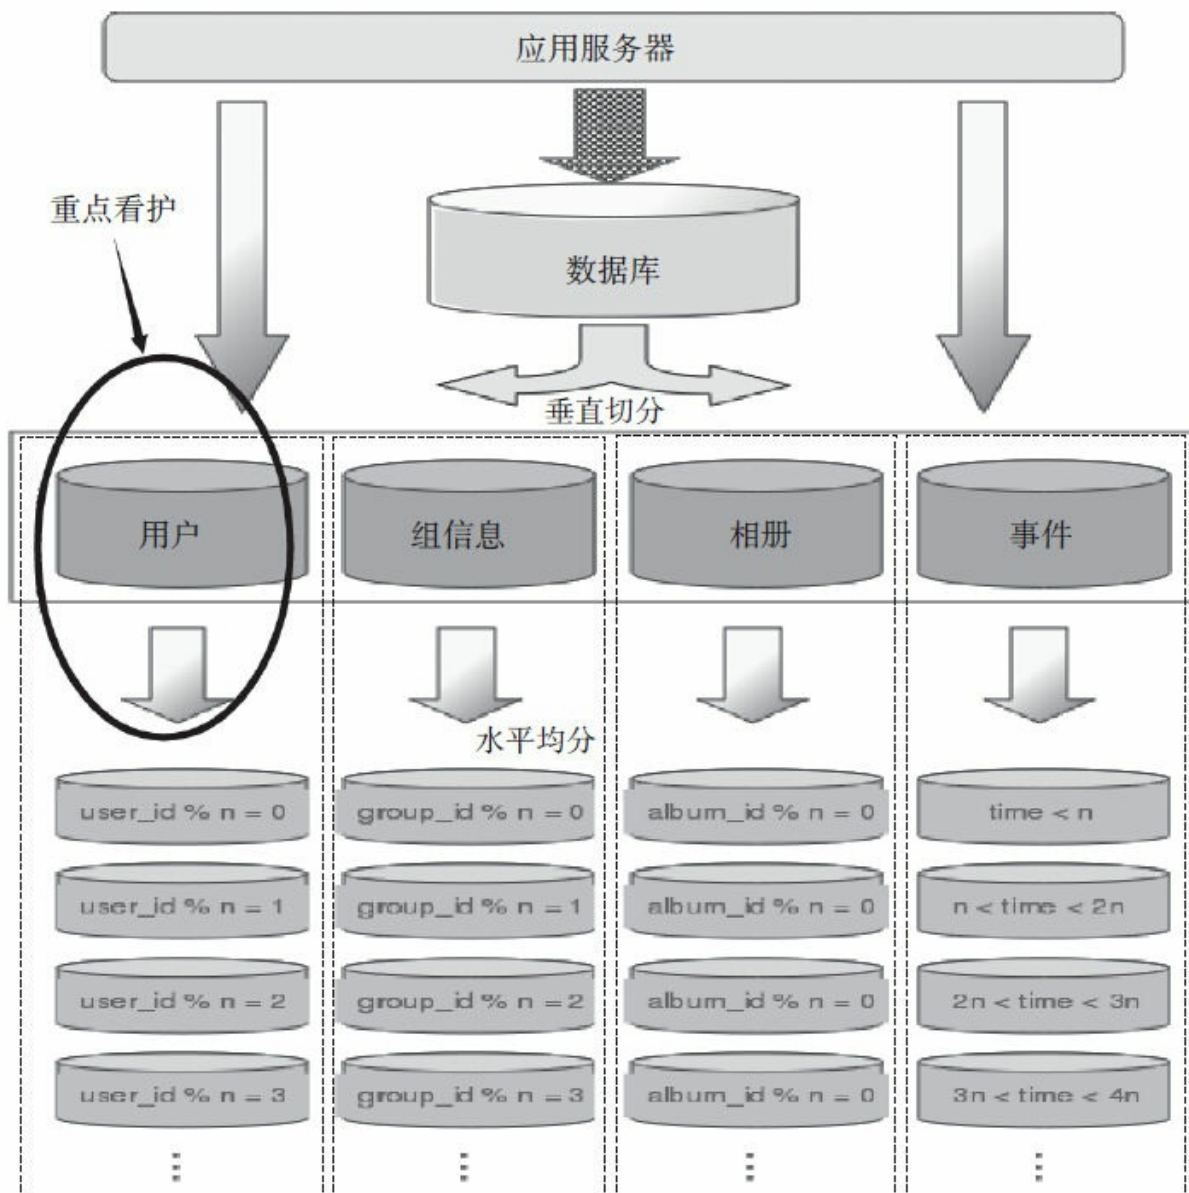 应用服务器
重点看护
数据库
垂直切分
用户
组信息
相册
事件
水平均分
user_id % n = 0
group_id % n = 0
album_id % n = 0
time < n
user_id % n = 1
group_id % n = 1
album_id % n = 0
n < time < 2n
user_id % n = 2
group_id % n = 2
album_id % n = 0
2n < time < 3n
user_id % n = 3
group_id % n = 3
album_id % n = 0
3n < time < 4n